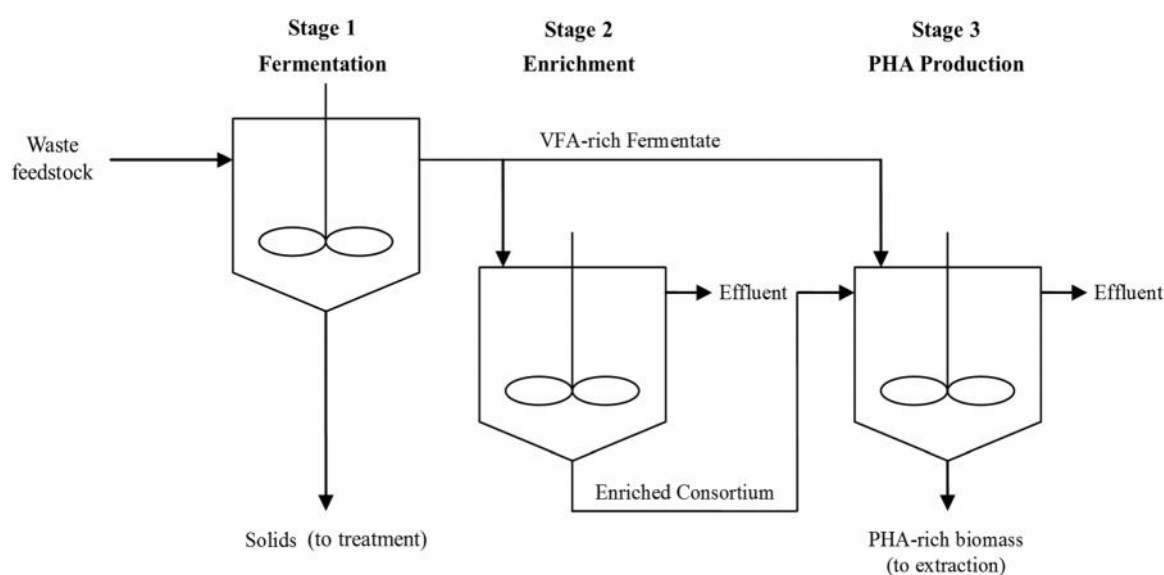 Stage 1
Fermentation
Stage 2
Enrichment
Stage 3
PHA Production
Waste
feedstock
VFA-rich Fermentate
Effluent
Effluent
Enriched Consortium
Solids (to treatment)
PHA-rich biomass
(to extraction)